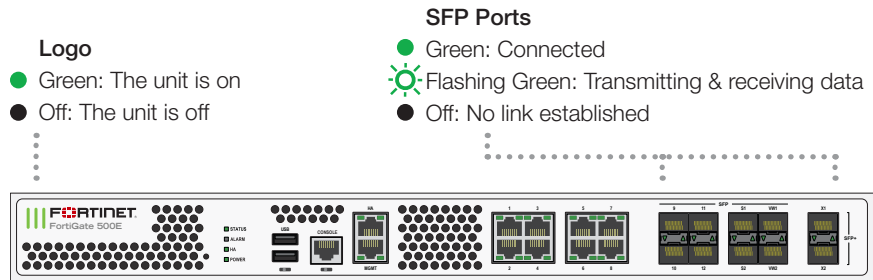 SFP Ports
Green: Connected
Flashing Green: Transmitting & receiving data
Off: No link established
Logo
Green: The unit is on
Off: The unit is off
FORTINET
FortiGate 500E
STATUS
ALARM
HA
POWER
USB
CONSOLE
HA
MGMT
1 3
2 4
5 7
6 8
SFP
9 11 S1 VW1
10 12 S2 VW2
X1
X2
SFP+